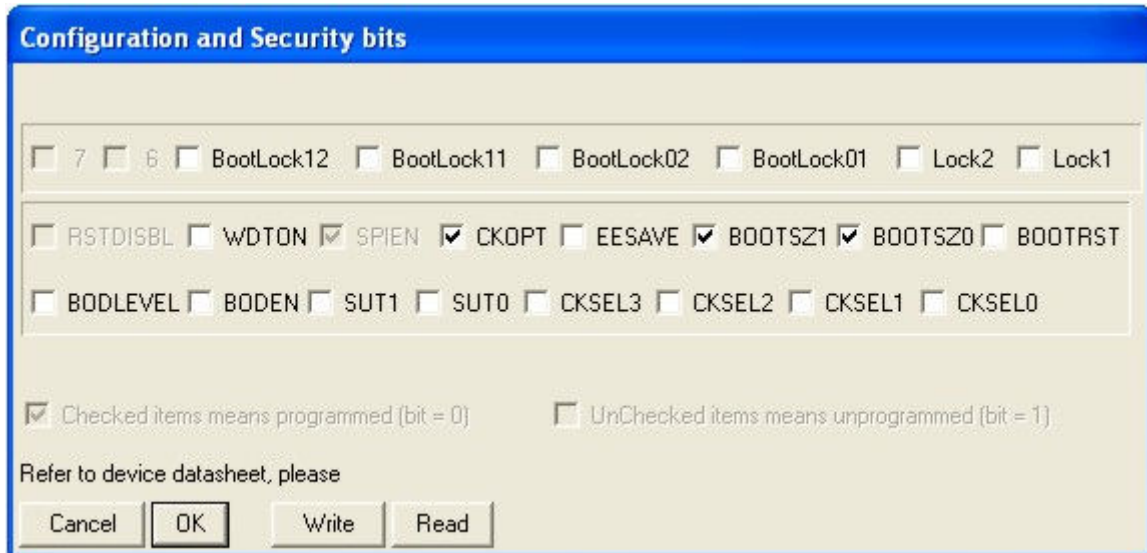 Configuration and Security bits
7 6 BootLock12 BootLock11 BootLock02 BootLock01 Lock2 Lock1
RSTDISBL WDTON SPIEN CKOPT EESAVE BOOTSZ1 BOOTSZ0 BOOTRST
BODLEVEL BODEN SUT1 SUT0 CKSEL3 CKSEL2 CKSEL1 CKSEL0
Checked items means programmed (bit = 0) UnChecked items means unprogrammed (bit = 1)
Refer to device datasheet, please
Cancel OK Write Read